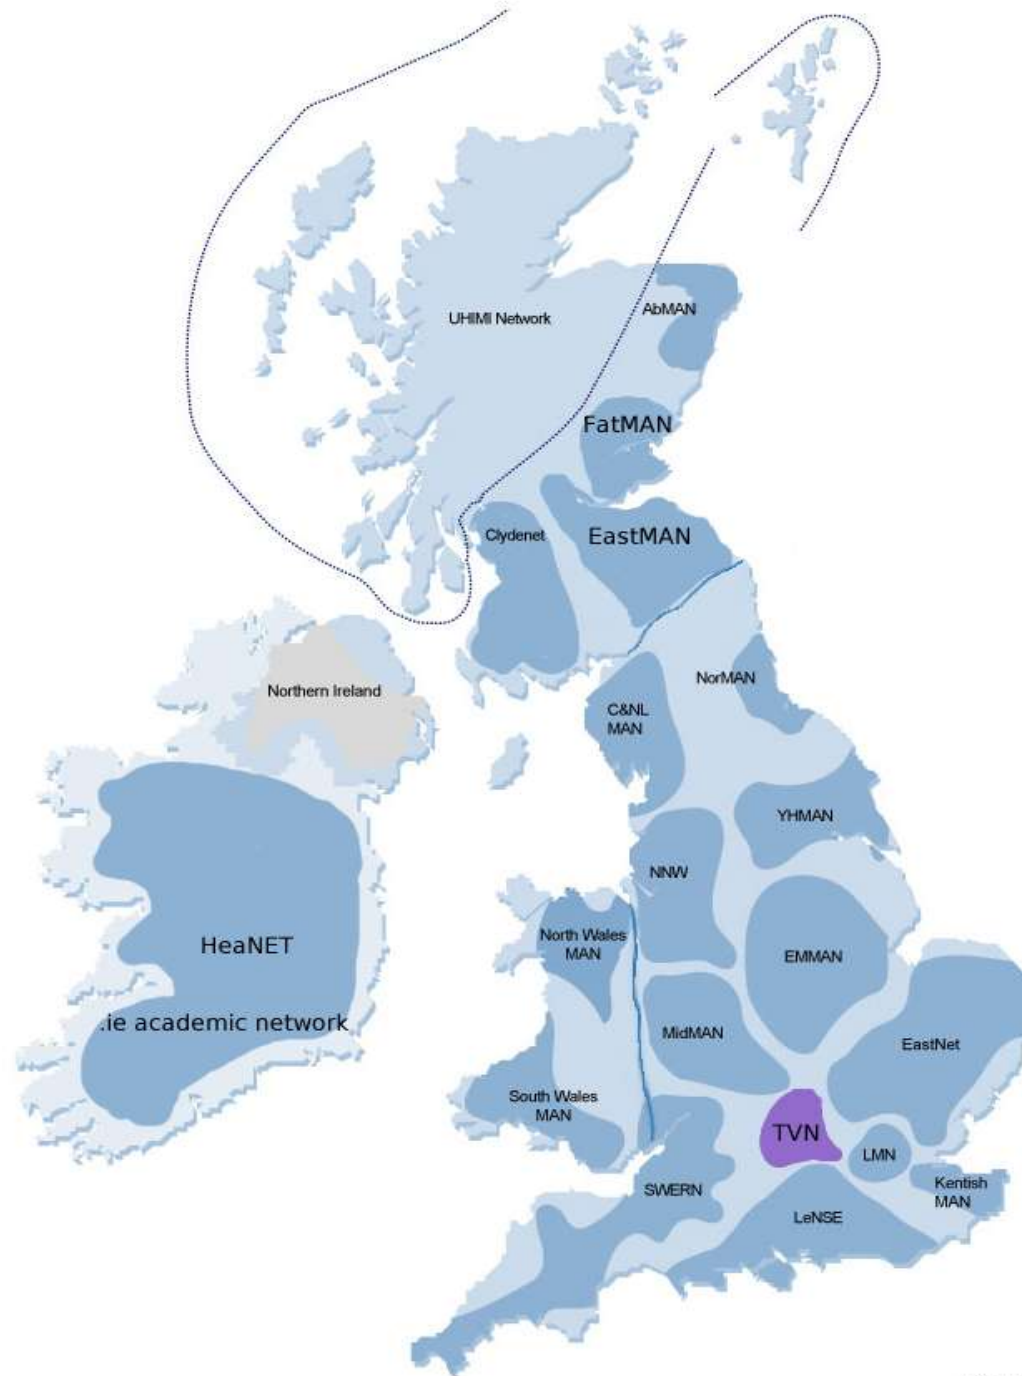 UHIMI Network
AbMAN
FatMAN
Clydenet
EastMAN
NorMAN
Northern Ireland
C&NL
MAN
YHMAN
NNW
HeaNET
North Wales
MAN
EMMAN
.ie academic network
MidMAN
EastNet
South Wales
MAN
TVN
LMN
SWERN
Kentish
MAN
LeNSE